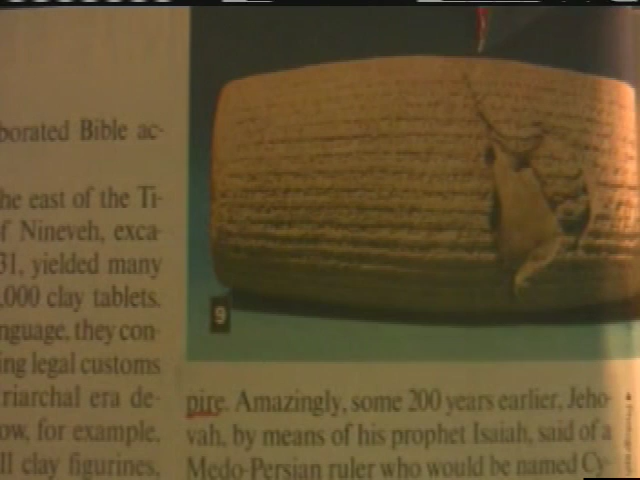 borated Bible ac-
he east of the Ti-
f Nineveh, exca-
31, yielded many
,000 clay tablets.
nguage, they con-
ing legal customs
riarchal era de-
ow, for example,
ll clay figurines,
9
pire. Amazingly, some 200 years earlier, Jeho-
vah, by means of his prophet Isaiah, said of a
Medo-Persian ruler who would be named Cy-